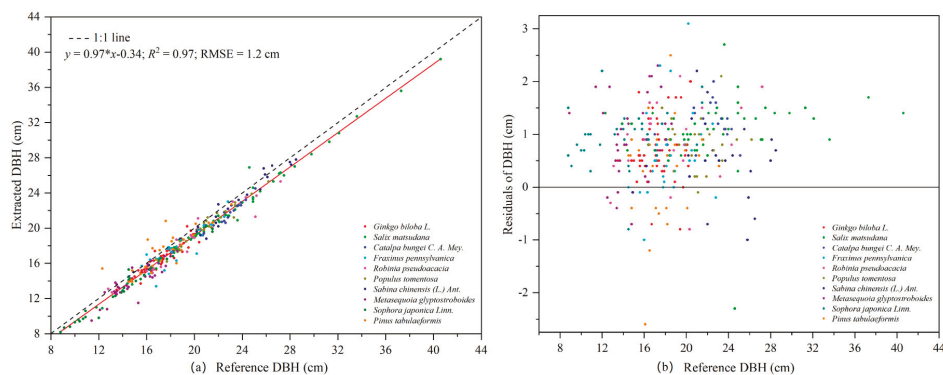 44
40
36
32
28
24
20
16
12
8
Extracted DBH (cm)
1:1 line
y = 0.97*x-0.34; R² = 0.97; RMSE = 1.2 cm
Ginkgo biloba L.
Salix matsudana
Catalpa bungei C. A. Mey.
Fraxinus pennsylvanica
Robinia pseudoacacia
Populus tomentosa
Sabina chinensis (L.) Ant.
Metasequoia glyptostroboides
Sophora japonica Linn.
Pinus tabulaeformis
8 12 16 20 24 28 32 36 40 44
(a) Reference DBH (cm)
3
2
1
0
-1
-2
Residuals of DBH (cm)
Ginkgo biloba L.
Salix matsudana
Catalpa bungei C. A. Mey.
Fraxinus pennsylvanica
Robinia pseudoacacia
Populus tomentosa
Sabina chinensis (L.) Ant.
Metasequoia glyptostroboides
Sophora japonica Linn.
Pinus tabulaeformis
8 12 16 20 24 28 32 36 40 44
(b) Reference DBH (cm)